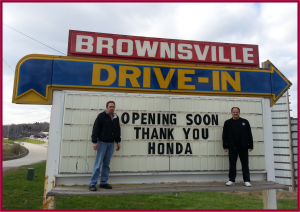 BROWNSVILLE
DRIVE-IN
OPENING SOON
THANK YOU
HONDA